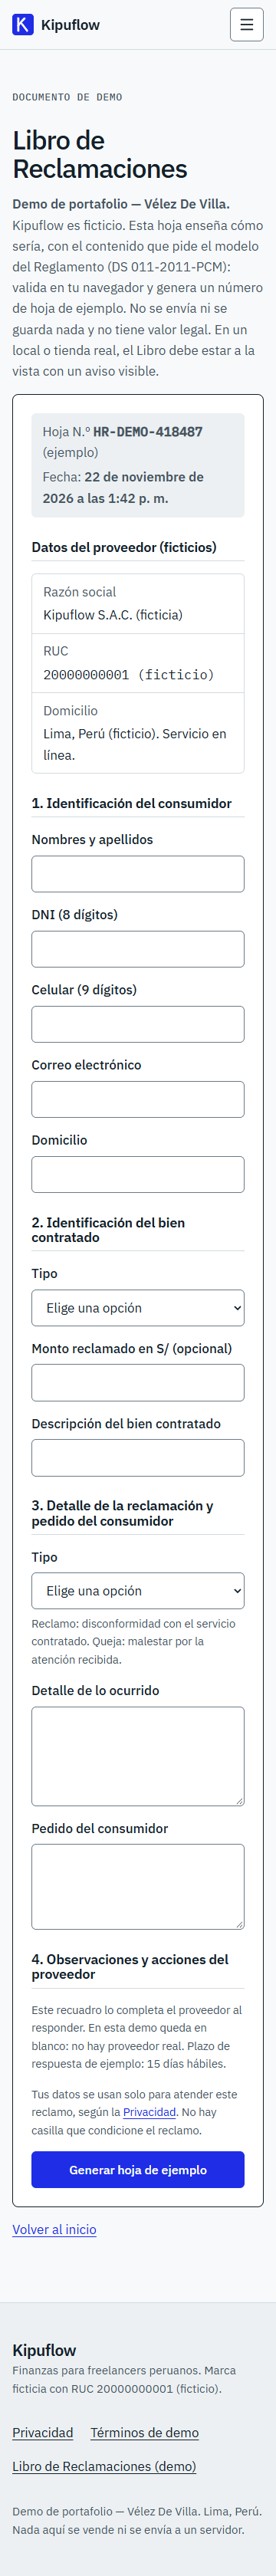 Kipuflow
DOCUMENTO DE DEMO
Libro de
Reclamaciones
Demo de portafolio — Vélez De Villa.
Kipuflow es ficticio. Esta hoja enseña cómo
sería, con el contenido que pide el modelo
del Reglamento (DS 011-2011-PCM):
valida en tu navegador y genera un número
de hoja de ejemplo. No se envía ni se
guarda nada y no tiene valor legal. En un
local o tienda real, el Libro debe estar a la
vista con un aviso visible.
Hoja N.º HR-DEMO-418487
(ejemplo)
Fecha: 22 de noviembre de
2026 a las 1:42 p. m.
Datos del proveedor (ficticios)
Razón social
Kipuflow S.A.C. (ficticia)
RUC
20000000001 (ficticio)
Domicilio
Lima, Perú (ficticio). Servicio en
línea.
1. Identificación del consumidor
Nombres y apellidos
DNI (8 dígitos)
Celular (9 dígitos)
Correo electrónico
Domicilio
2. Identificación del bien
contratado
Tipo
Elige una opción
Monto reclamado en S/ (opcional)
Descripción del bien contratado
3. Detalle de la reclamación y
pedido del consumidor
Tipo
Elige una opción
Reclamo: disconformidad con el servicio
contratado. Queja: malestar por la
atención recibida.
Detalle de lo ocurrido
Pedido del consumidor
4. Observaciones y acciones del
proveedor
Este recuadro lo completa el proveedor al
responder. En esta demo queda en
blanco: no hay proveedor real. Plazo de
respuesta de ejemplo: 15 días hábiles.
Tus datos se usan solo para atender este
reclamo, según la Privacidad. No hay
casilla que condicione el reclamo.
Generar hoja de ejemplo
Volver al inicio
Kipuflow
Finanzas para freelancers peruanos. Marca
ficticia con RUC 20000000001 (ficticio).
Privacidad Términos de demo
Libro de Reclamaciones (demo)
Demo de portafolio — Vélez De Villa. Lima, Perú.
Nada aquí se vende ni se envía a un servidor.